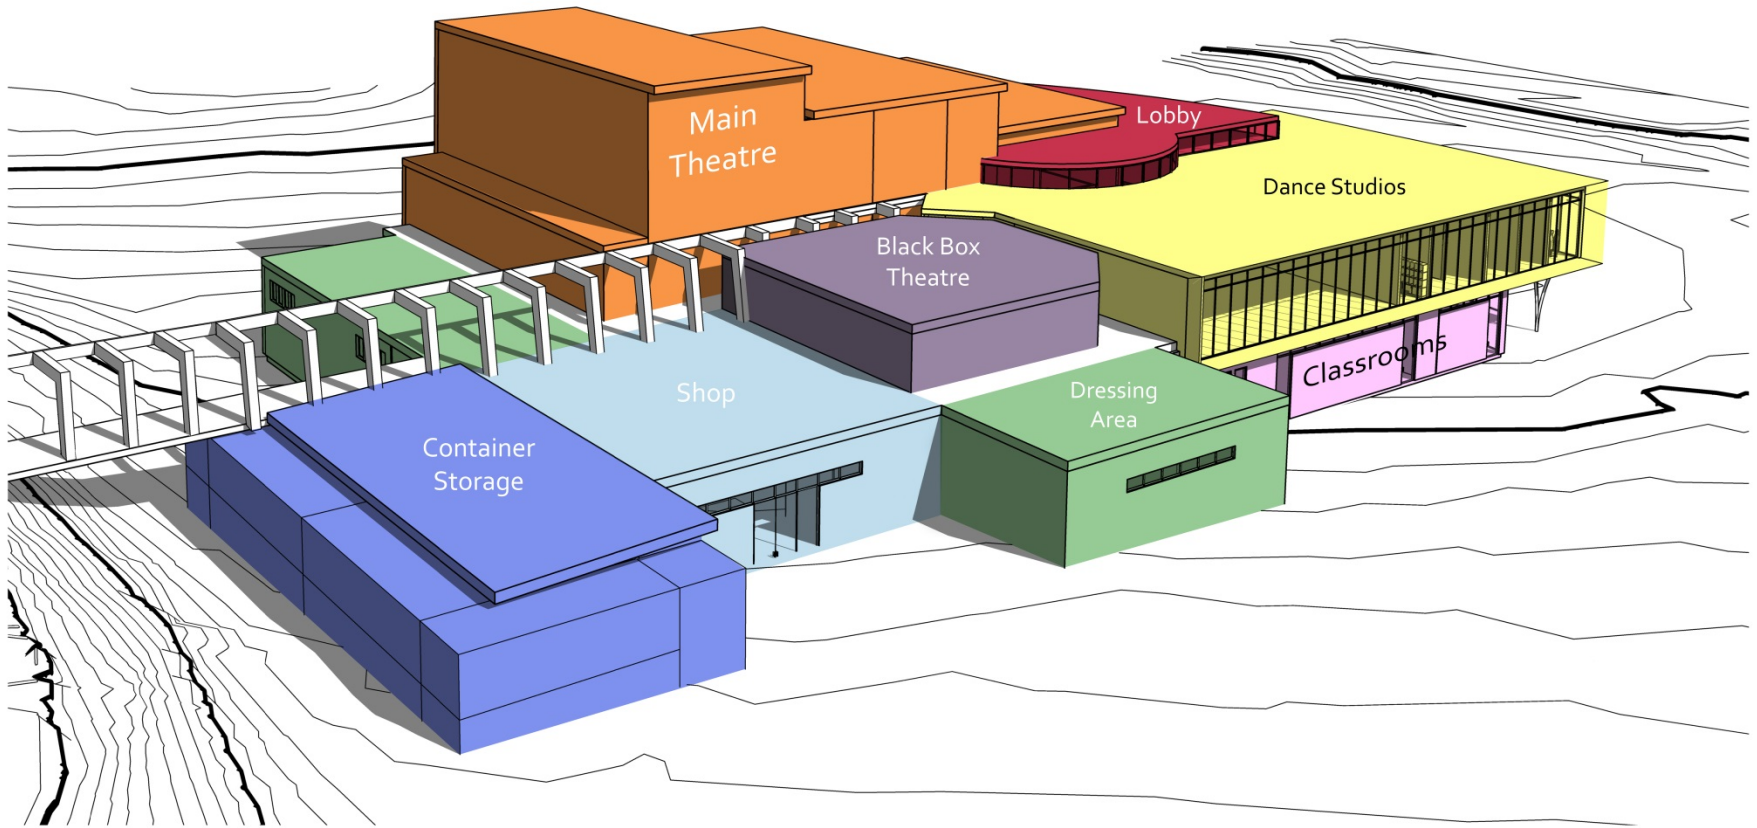 Main
Theatre
Lobby
Dance Studios
Black Box
Theatre
Classrooms
Shop
Dressing
Area
Container
Storage